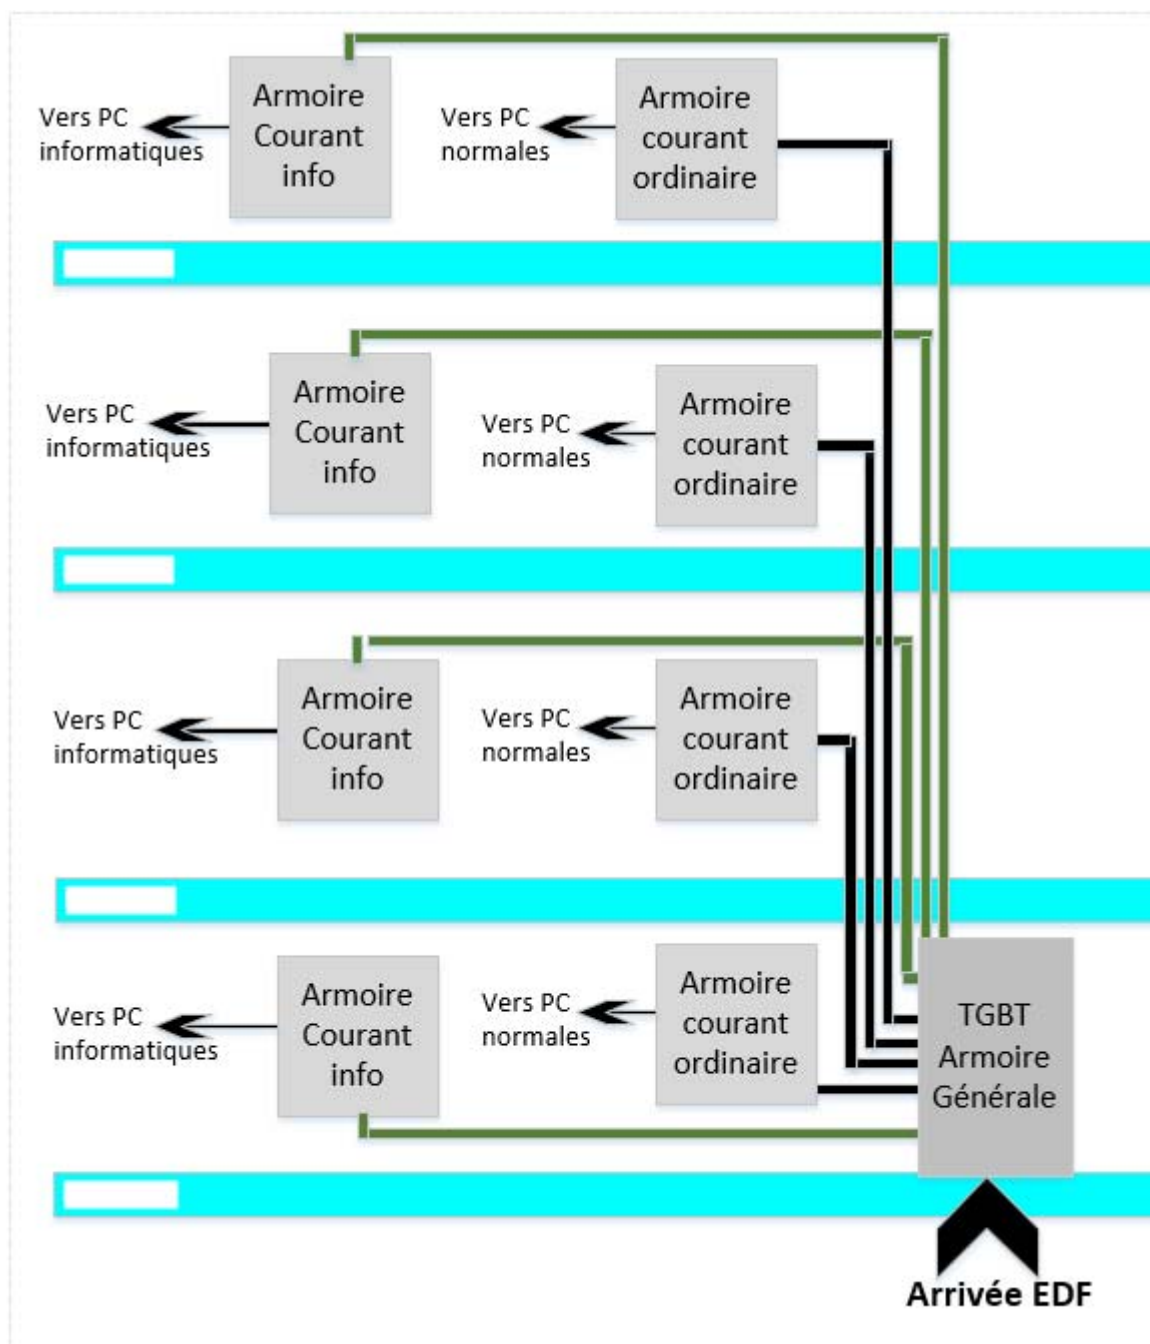 Vers PC
informatiques
Armoire
Courant
info
Vers PC
normales
Armoire
courant
ordinaire
Vers PC
informatiques
Armoire
Courant
info
Vers PC
normales
Armoire
courant
ordinaire
Vers PC
informatiques
Armoire
Courant
info
Vers PC
normales
Armoire
courant
ordinaire
Vers PC
informatiques
Armoire
Courant
info
Vers PC
normales
Armoire
courant
ordinaire
TGBT
Armoire
Générale
Arrivée EDF